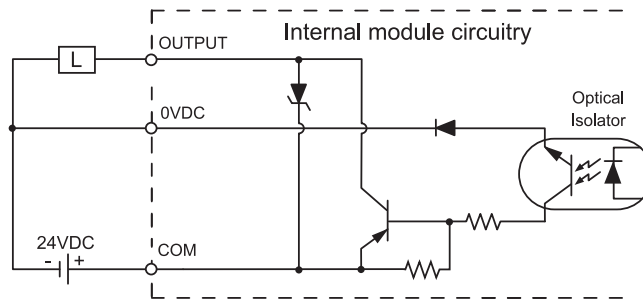 Internal module circuitry
OUTPUT
L
0VDC
Optical
Isolator
24VDC
- +
COM